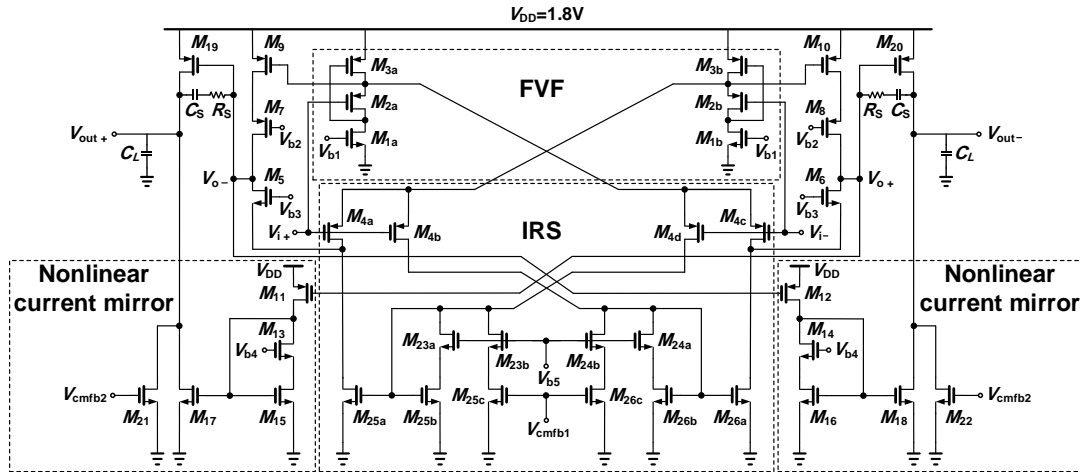 VDD=1.8V
M19
M9
M10
M20
M3a
FVF
M3b
CS
RS
RS
CS
M7
M2a
M2b
M8
Vout+
Vb2
Vb2
Vout−
CL
M1a
M1b
CL
Vb1
Vb1
Vo−
M5
M6
Vo+
Vb3
Vb3
Vi+
M4a
M4b
IRS
M4d
M4c
Vi−
Nonlinear
current mirror
VDD
M11
VDD
M12
Nonlinear
current mirror
M13
M14
Vb4
Vb4
M23a
M23b
M24b
M24a
Vb5
Vcmfb2
Vcmfb2
M21
M17
M15
M25a
M25b
M25c
M26c
M26b
M26a
M16
M18
M22
Vcmfb1